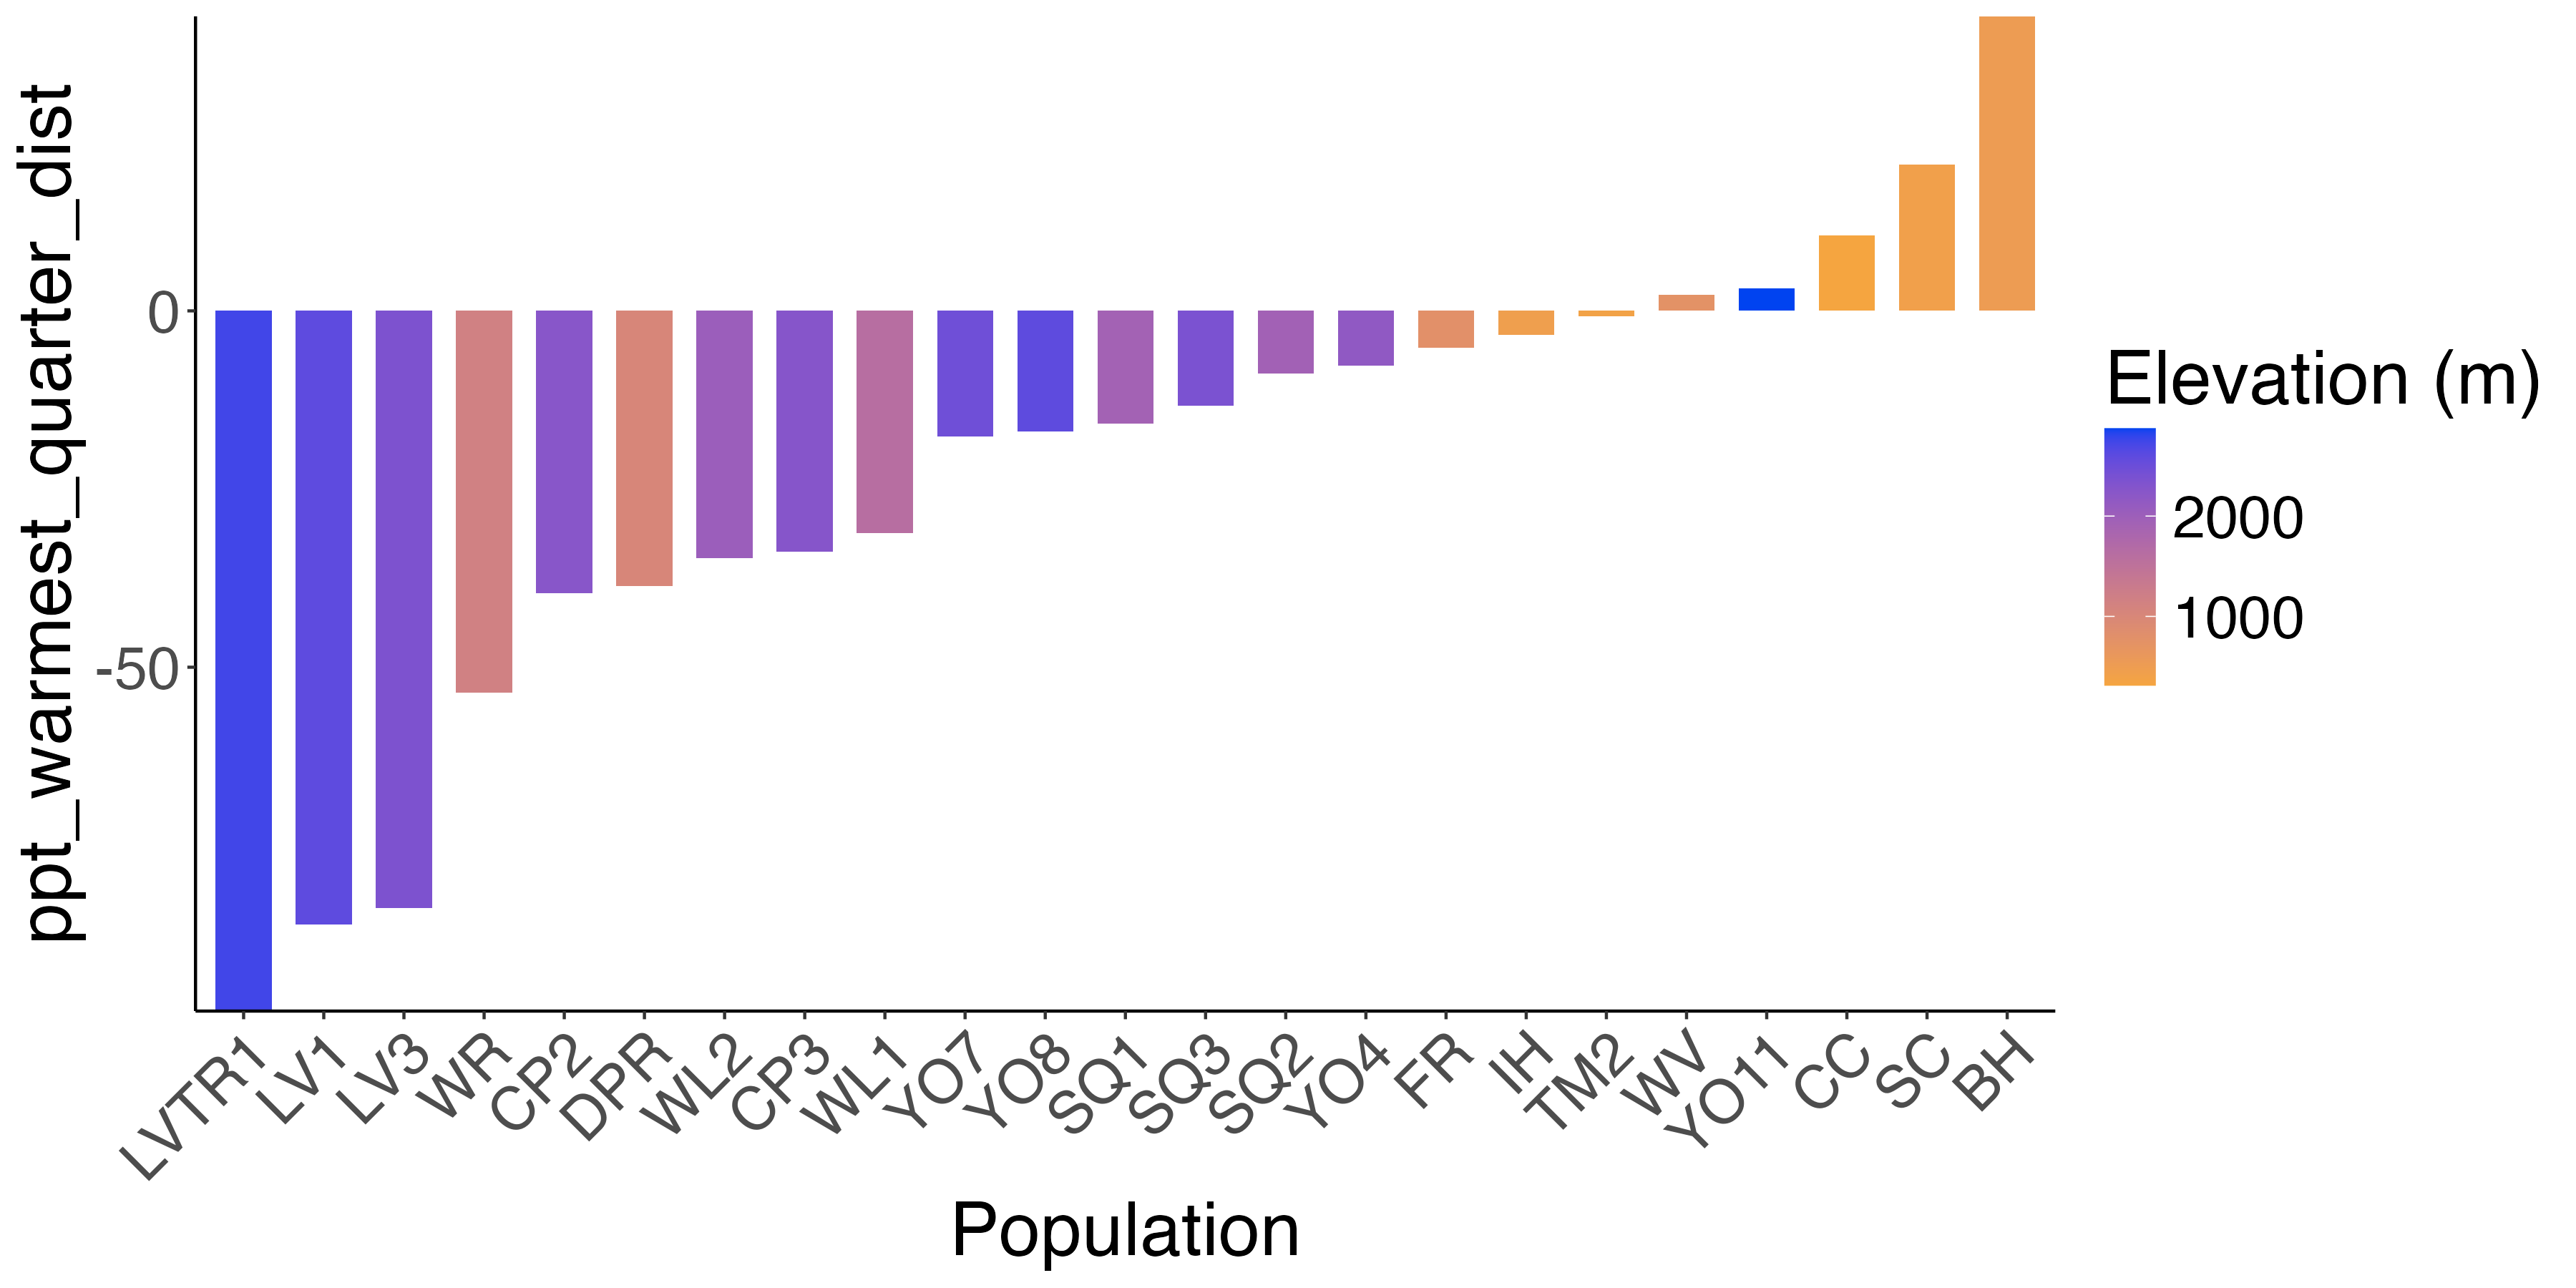 ppt_warmest_quarter_dist
0
-50
LVTR1
LV1
LV3
WR
CP2
DPR
WL2
CP3
WL1
YO7
YO8
SQ1
SQ3
SQ2
YO4
FR
IH
TM2
WV
YO11
CC
SC
BH
Population
Elevation (m)
2000
1000